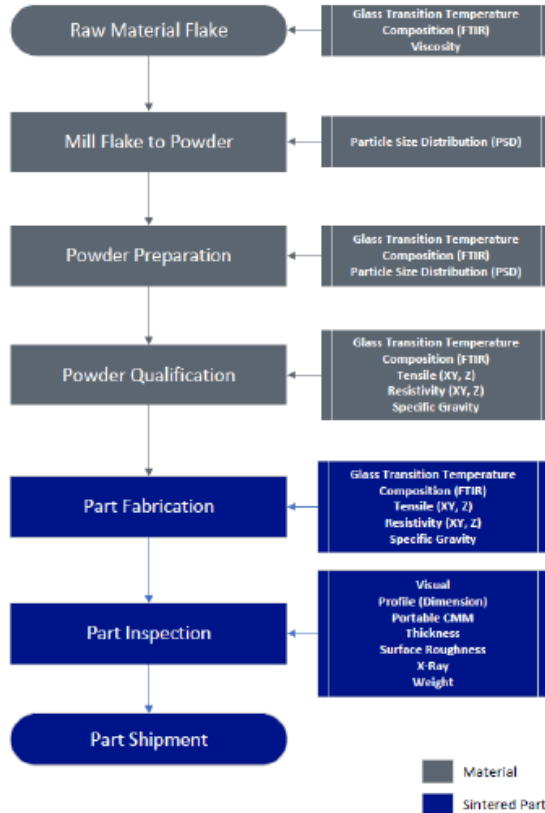 Raw Material Flake
Glass Transition Temperature
Composition (FTIR)
Viscosity
Mill Flake to Powder
Particle Size Distribution (PSD)
Powder Preparation
Glass Transition Temperature
Composition (FTIR)
Particle Size Distribution (PSD)
Powder Qualification
Glass Transition Temperature
Composition (FTIR)
Tensile (XY, Z)
Resistivity (XY, Z)
Specific Gravity
Part Fabrication
Glass Transition Temperature
Composition (FTIR)
Tensile (XY, Z)
Resistivity (XY, Z)
Specific Gravity
Part Inspection
Visual
Profile (Dimension)
Portable CMM
Thickness
Surface Roughness
X-Ray
Weight
Part Shipment
Material
Sintered Part